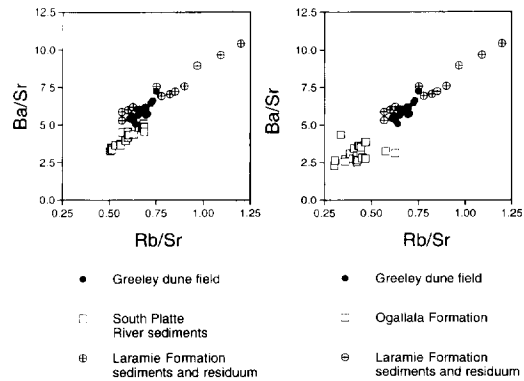 12.5
10.0
7.5
5.0
2.5
0.0
Ba/Sr
0.25 0.50 0.75 1.00 1.25
Rb/Sr
Greeley dune field
South Platte
River sediments
Laramie Formation
sediments and residuum
12.5
10.0
7.5
5.0
2.5
0.0
Ba/Sr
0.25 0.50 0.75 1.00 1.25
Rb/Sr
Greeley dune field
Ogallala Formation
Laramie Formation
sediments and residuum